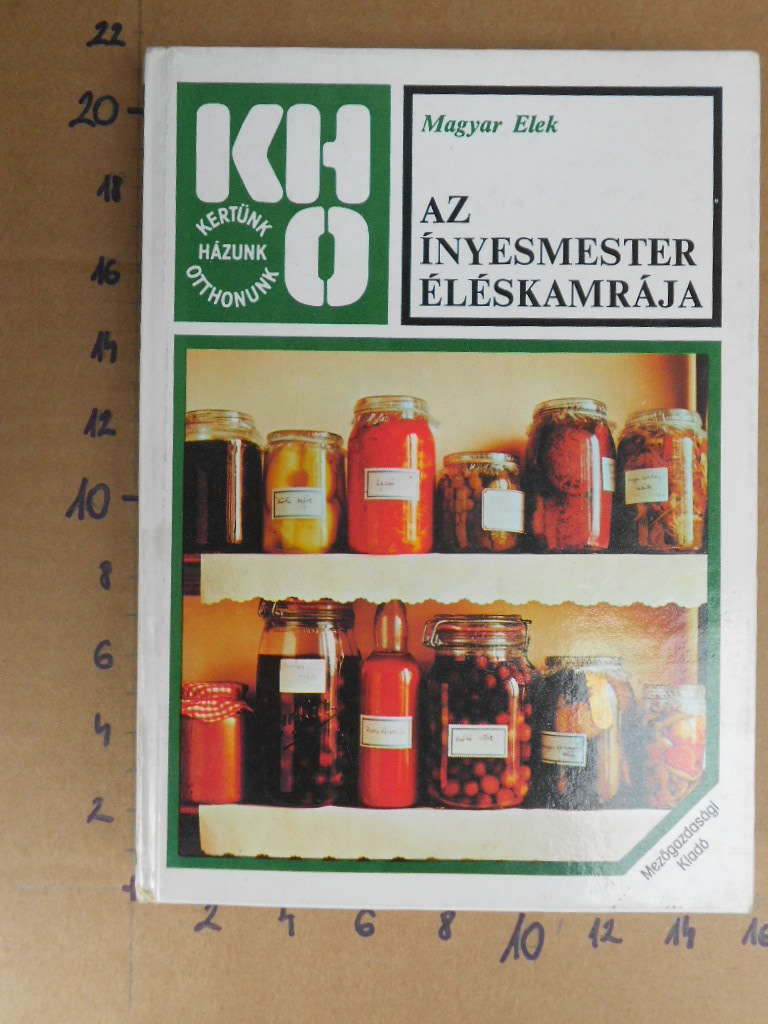 22
20
18
16
14
12
10
8
6
4
2
KH
O
KERTÜNK
HÁZUNK
OTTHONUNK
Magyar Elek
AZ
ÍNYESMESTER
ÉLÉSKAMRÁJA
Mezőgazdasági
Kiadó
2 4 6 8 10 12 14 16